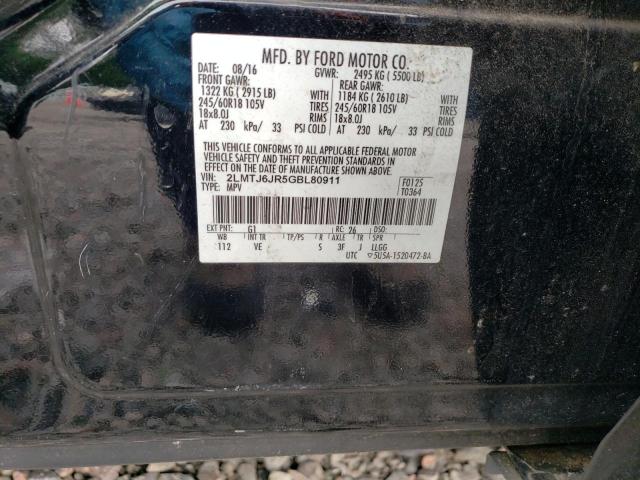 MFD. BY FORD MOTOR CO.
DATE: 08/16 GVWR: 2495 KG ( 5500 LB)
FRONT GAWR: REAR GAWR:
1322 KG ( 2915 LB) WITH 1184 KG ( 2610 LB) WITH
245/60R18 105V TIRES 245/60R18 105V TIRES
18x8.0J RIMS 18x8.0J RIMS
AT 230 kPa/ 33 PSI COLD AT 230 kPa/ 33 PSI COLD
THIS VEHICLE CONFORMS TO ALL APPLICABLE FEDERAL MOTOR
VEHICLE SAFETY AND THEFT PREVENTION STANDARDS IN
EFFECT ON THE DATE OF MANUFACTURE SHOWN ABOVE.
VIN: 2LMTJ6JR5GBL80911 F0125
TYPE: MPV T0364
EXT PNT: G1 RC: 26 DSO:
WB INT TR TP/PS R AXLE TR SPR
112 VE S 3F J LLGG
UTC ▽5U5A-1520472-BA